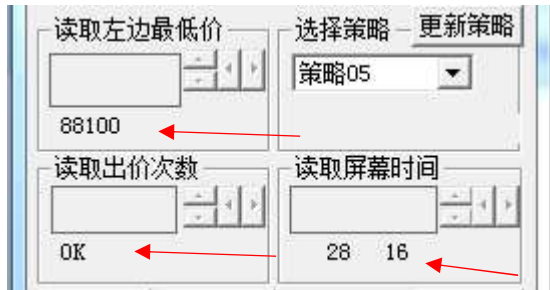 读取左边最低价
选择策略
更新策略
策略05
88100
读取出价次数
读取屏幕时间
OK
28 16